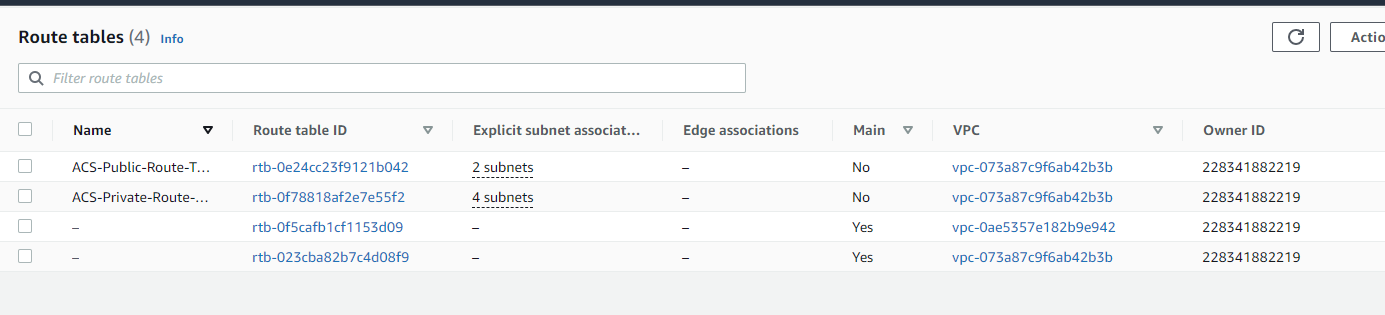 Route tables (4) Info
Actio
Filter route tables
Name Route table ID Explicit subnet associat... Edge associations Main VPC Owner ID
ACS-Public-Route-T... rtb-0e24cc23f9121b042 2 subnets – No vpc-073a87c9f6ab42b3b 228341882219
ACS-Private-Route-... rtb-0f78818af2e7e55f2 4 subnets – No vpc-073a87c9f6ab42b3b 228341882219
– rtb-0f5cafb1cf1153d09 – – Yes vpc-0ae5357e182b9e942 228341882219
– rtb-023cba82b7c4d08f9 – – Yes vpc-073a87c9f6ab42b3b 228341882219